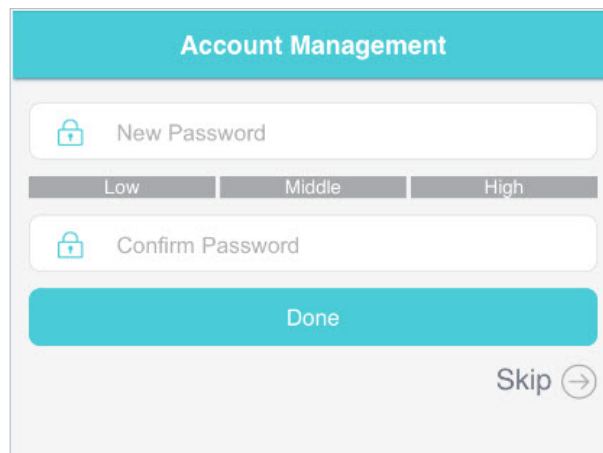 Account Management
New Password
Low Middle High
Confirm Password
Done
Skip